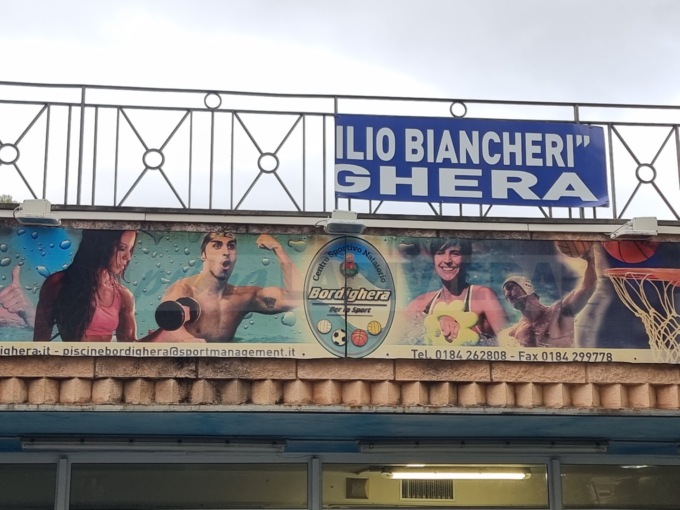 ILIO BIANCHERI"
GHERA
Centro Sportivo Natatorio
Bordighera
Per lo Sport
ighera.it - piscinebordighera@sportmanagement.it
Tel. 0184 262808 - Fax 0184 299778